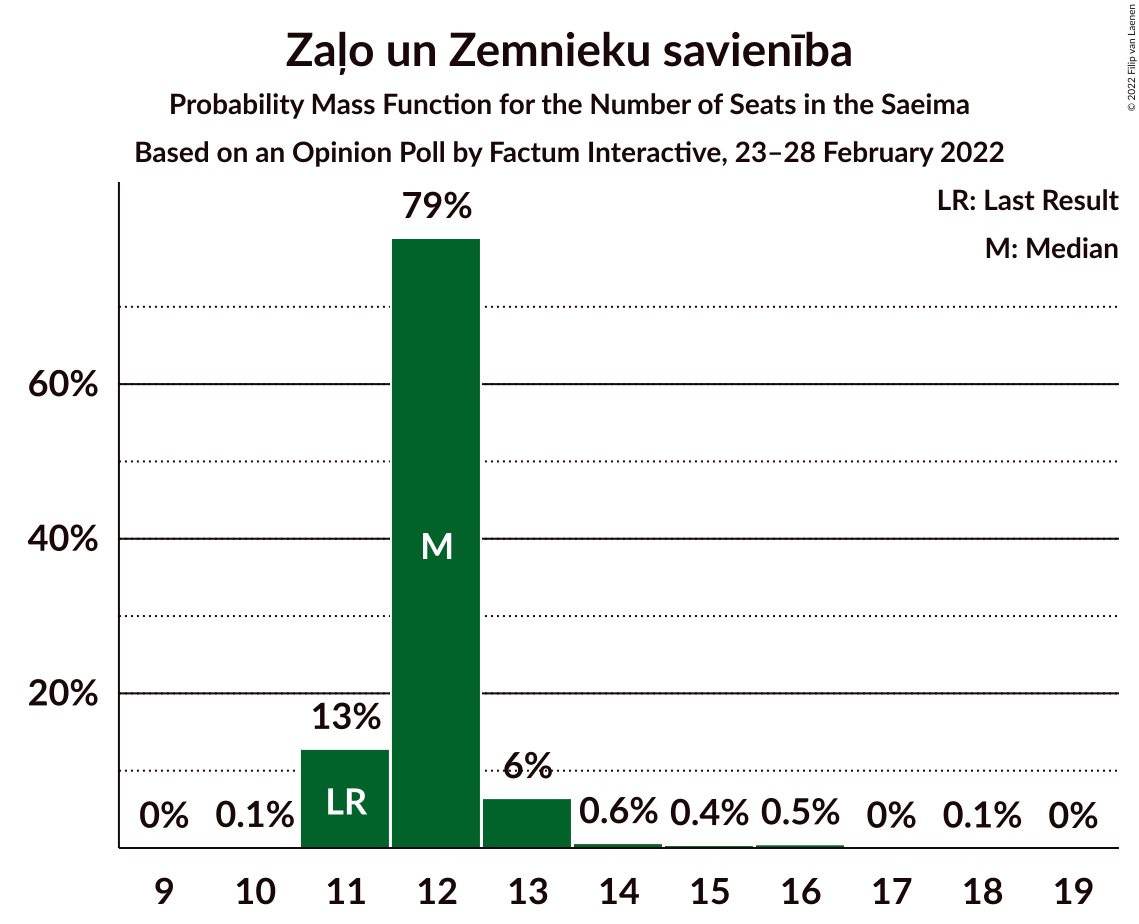 Zaļo un Zemnieku savienība
Probability Mass Function for the Number of Seats in the Saeima
Based on an Opinion Poll by Factum Interactive, 23–28 February 2022
© 2022 Filip van Laenen
LR: Last Result
M: Median
79%
60%
40%
M
20%
13%
LR
6%
0%
0.1%
0.6%
0.4%
0.5%
0%
0.1%
0%
9 10 11 12 13 14 15 16 17 18 19